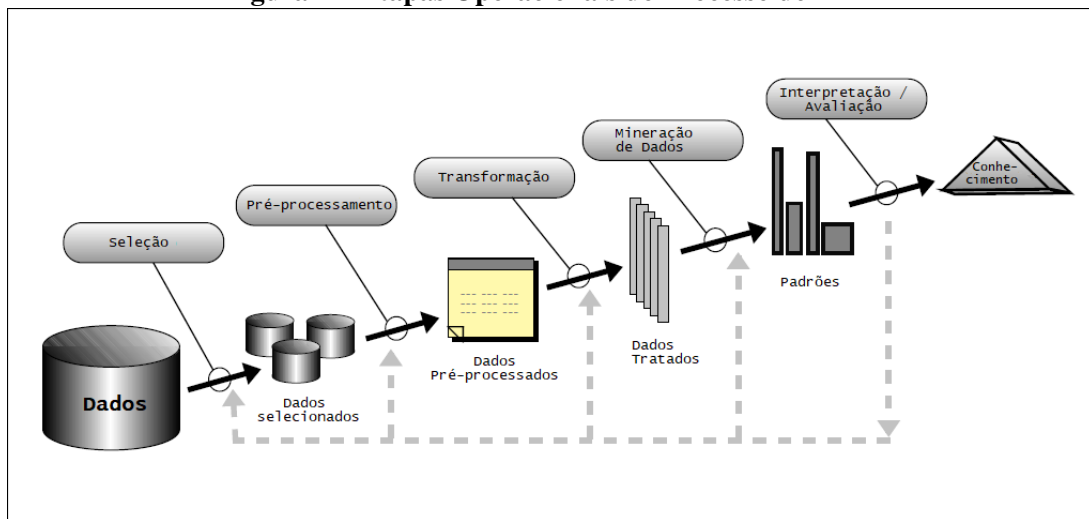 Interpretação /
Avaliação
Mineração
de Dados
Conhe-
cimento
Transformação
Pré-processamento
Seleção
Padrões
Dados
Tratados
Dados
Pré-processados
Dados
Dados
selecionados